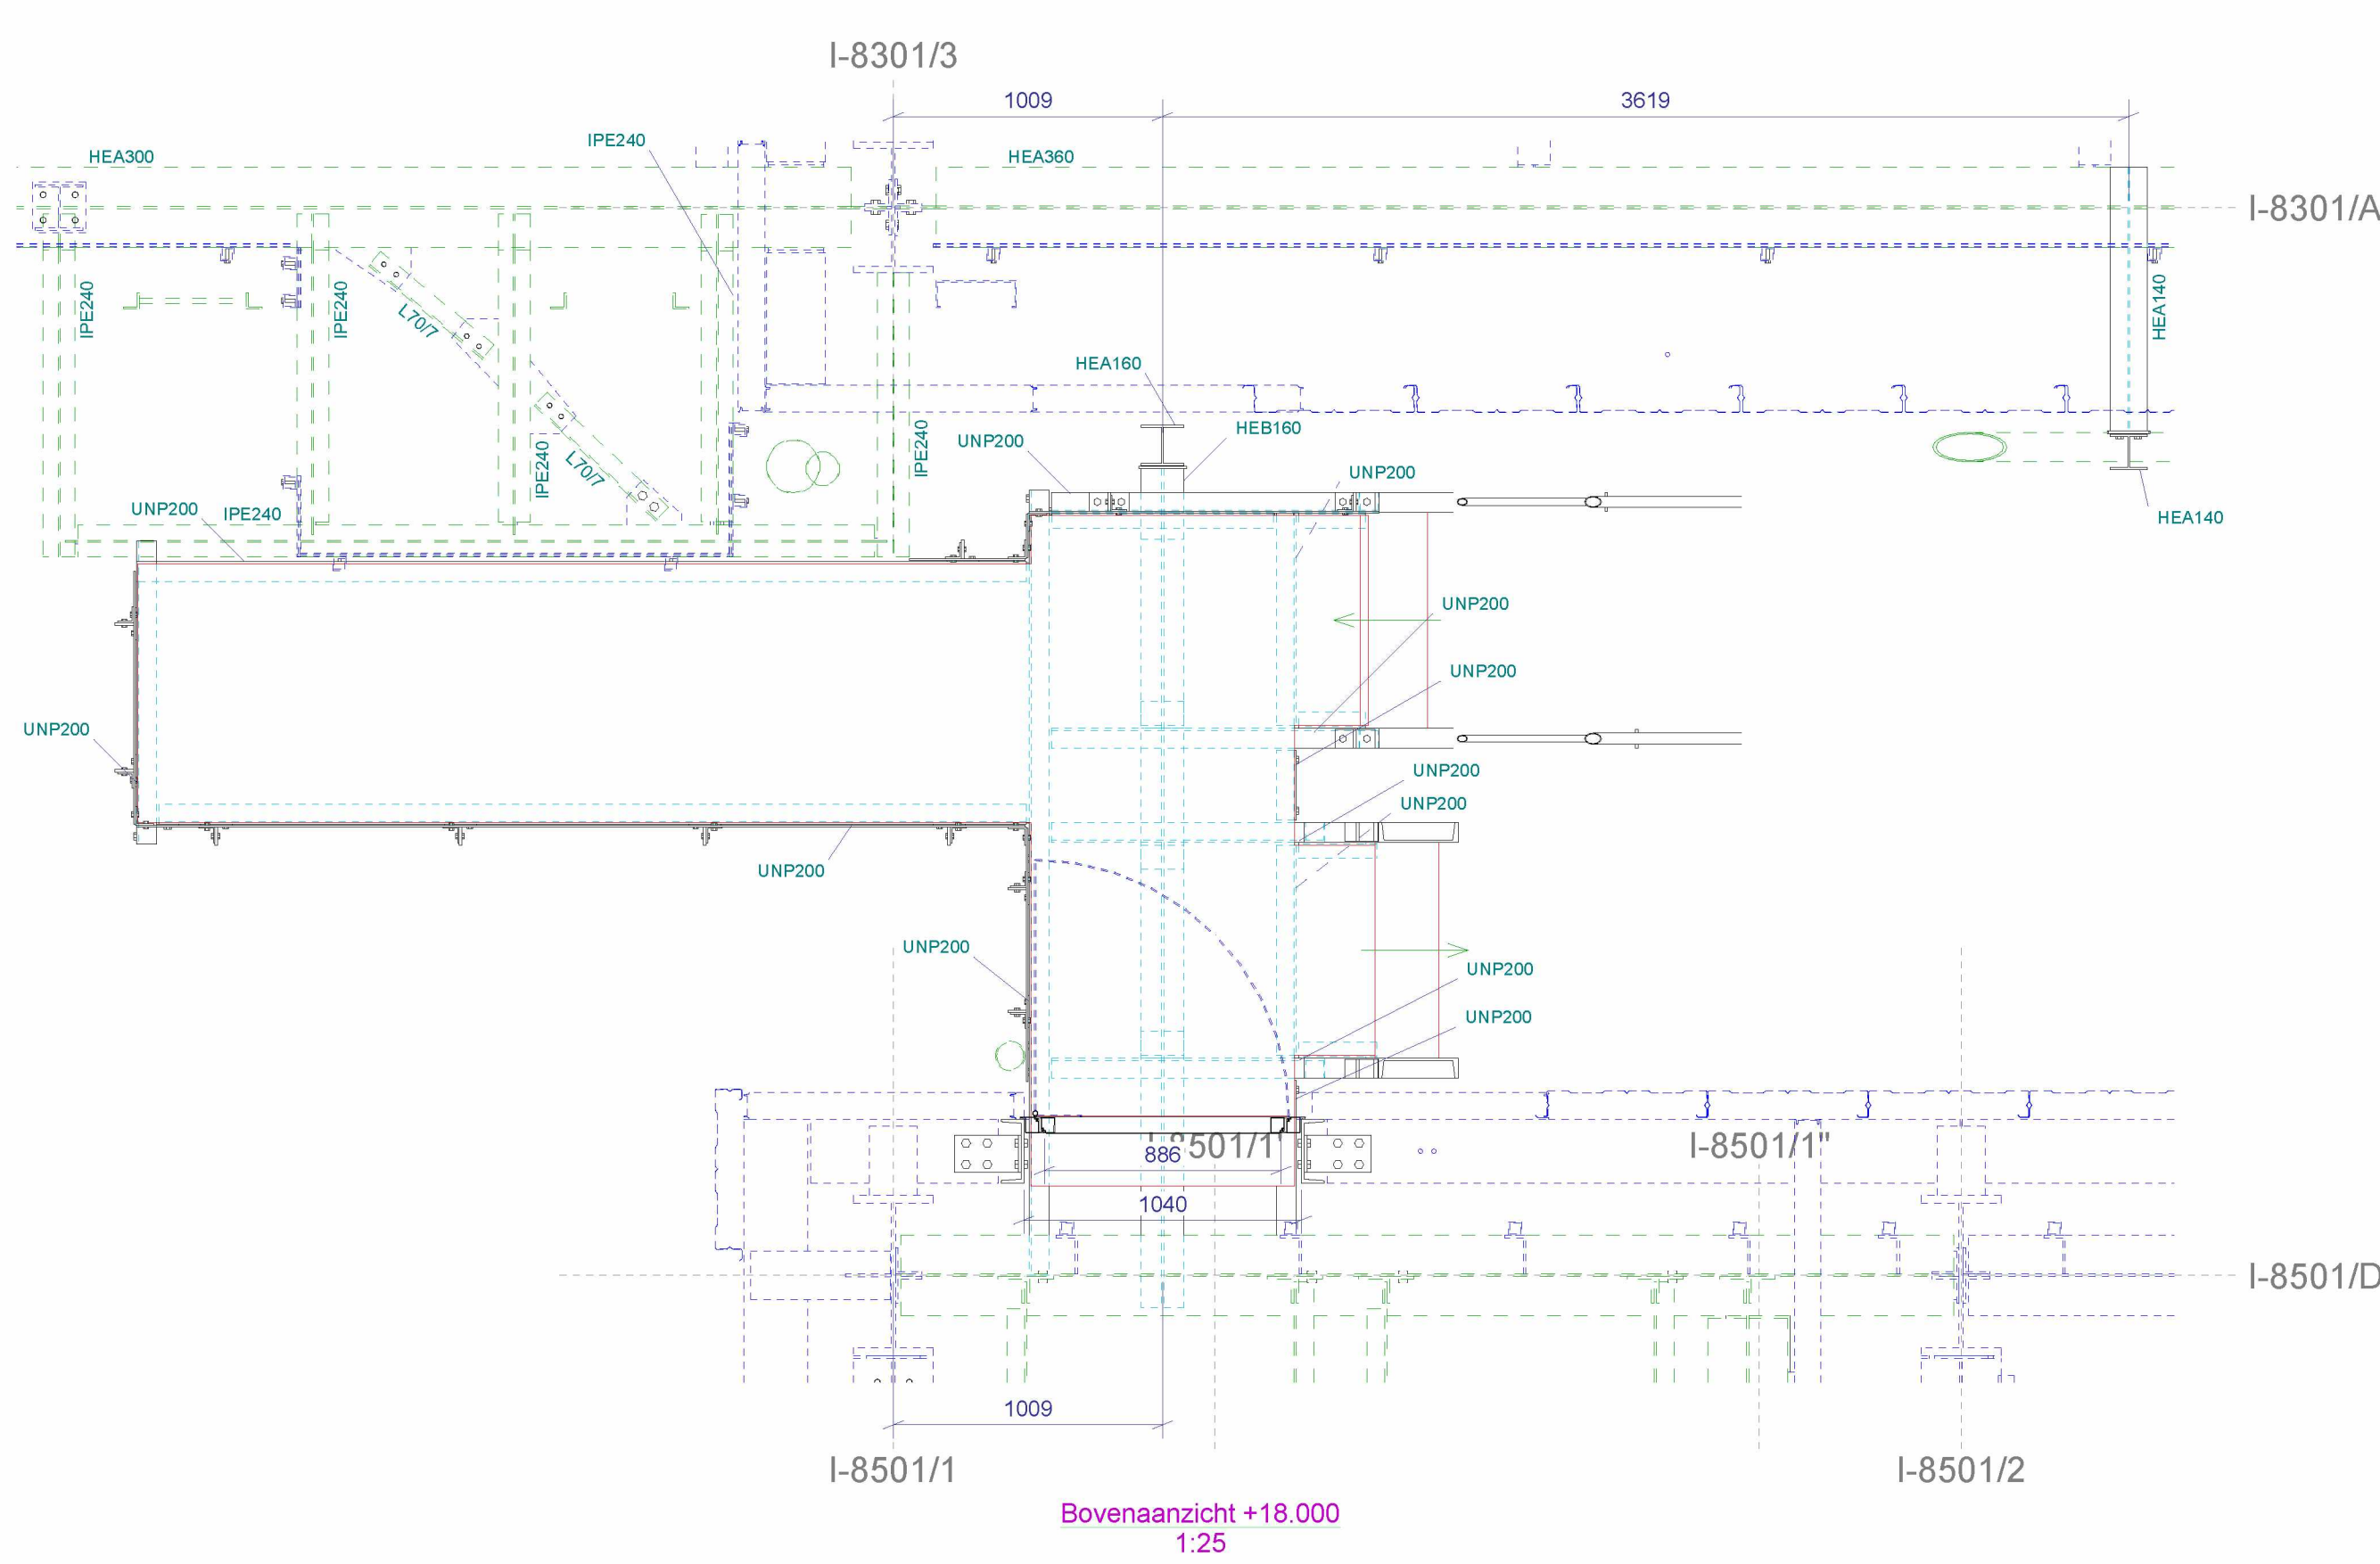 I-8301/3
1009
3619
IPE240
HEA300
HEA360
I-8301/A
IPE240
IPE240
L70/7
HEA140
HEA160
HEB160
UNP200
IPE240
UNP200
IPE240
L70/7
UNP200
IPE240
HEA140
UNP200
UNP200
UNP200
UNP200
UNP200
UNP200
UNP200
UNP200
UNP200
I-8501/1'
I-8501/1"
886
1040
I-8501/D
1009
I-8501/1
I-8501/2
Bovenaanzicht +18.000
1:25